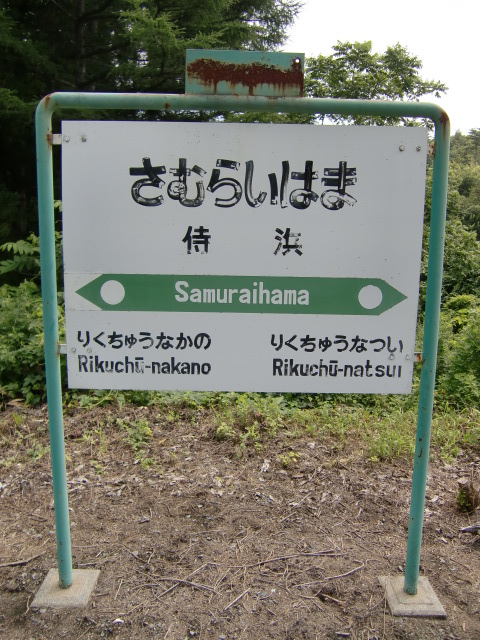 さむらいはま
侍浜
Samuraihama
りくちゅうなかの りくちゅうなつい
Rikuchū-nakano Rikuchū-natsui